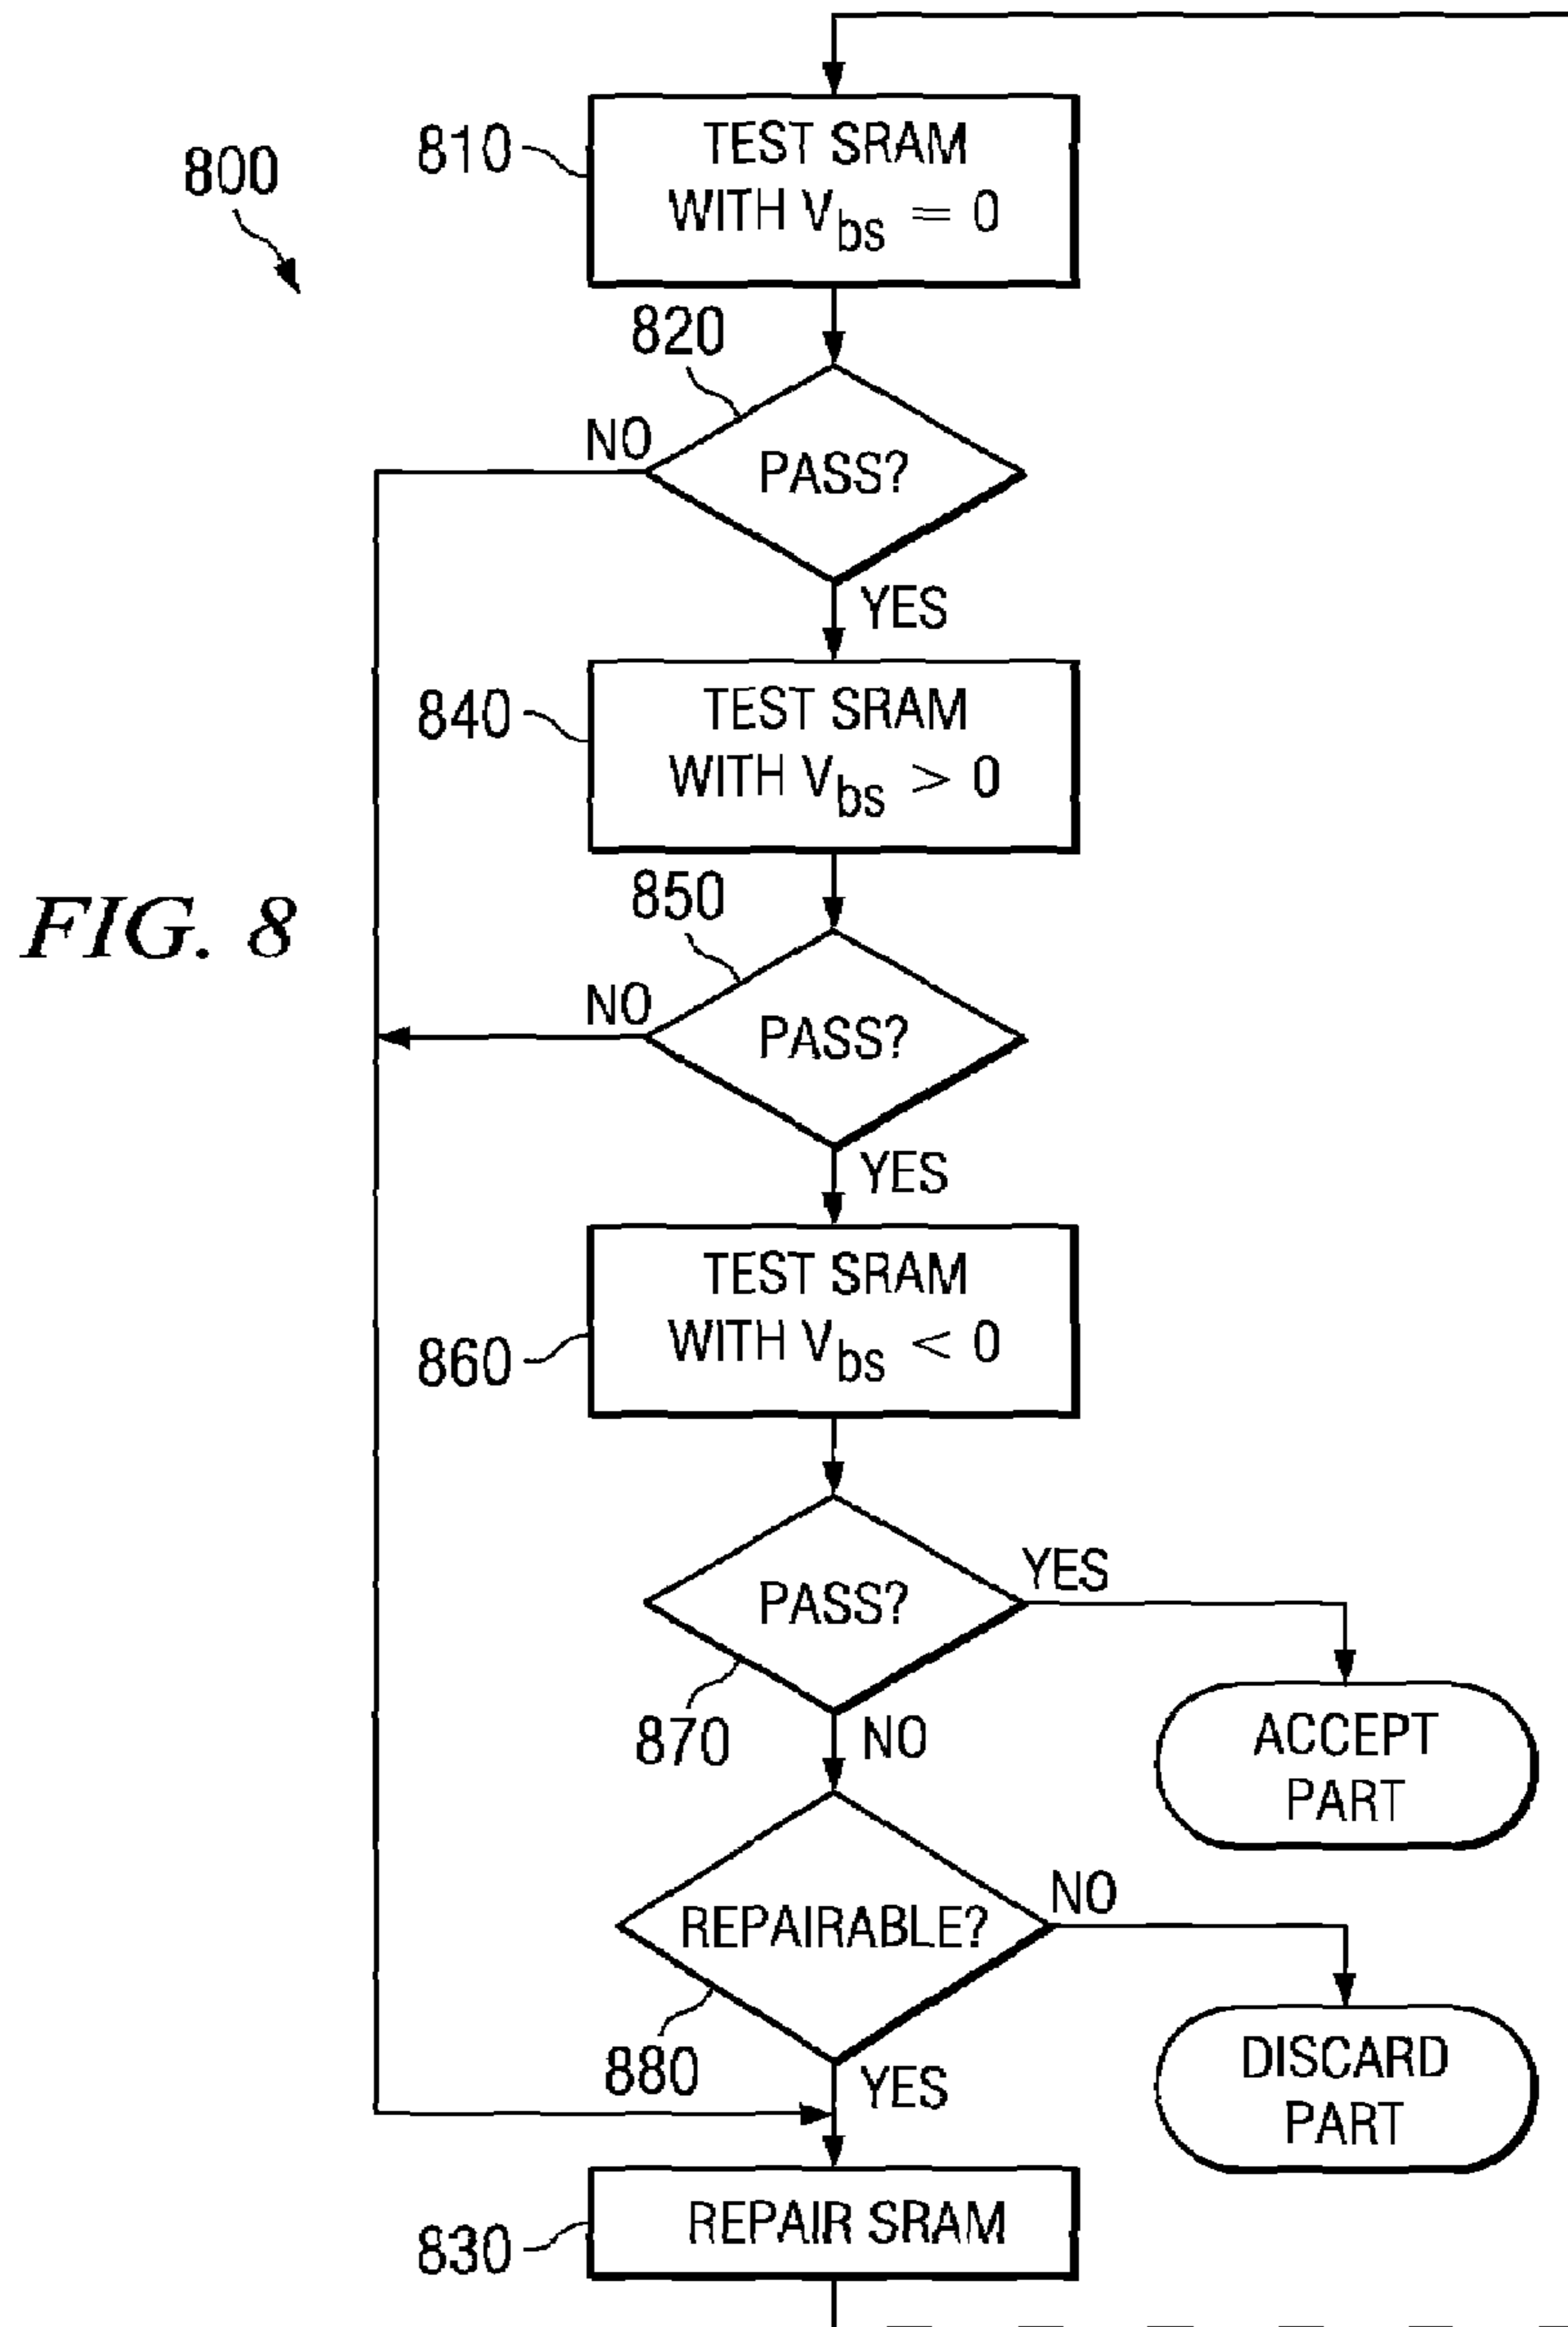 800
810
TEST SRAM
WITH Vbs = 0
820
NO
PASS?
YES
840
TEST SRAM
WITH Vbs > 0
FIG. 8
850
NO
PASS?
YES
860
TEST SRAM
WITH Vbs < 0
PASS?
YES
870
NO
ACCEPT
PART
REPAIRABLE?
NO
880
YES
DISCARD
PART
830
REPAIR SRAM